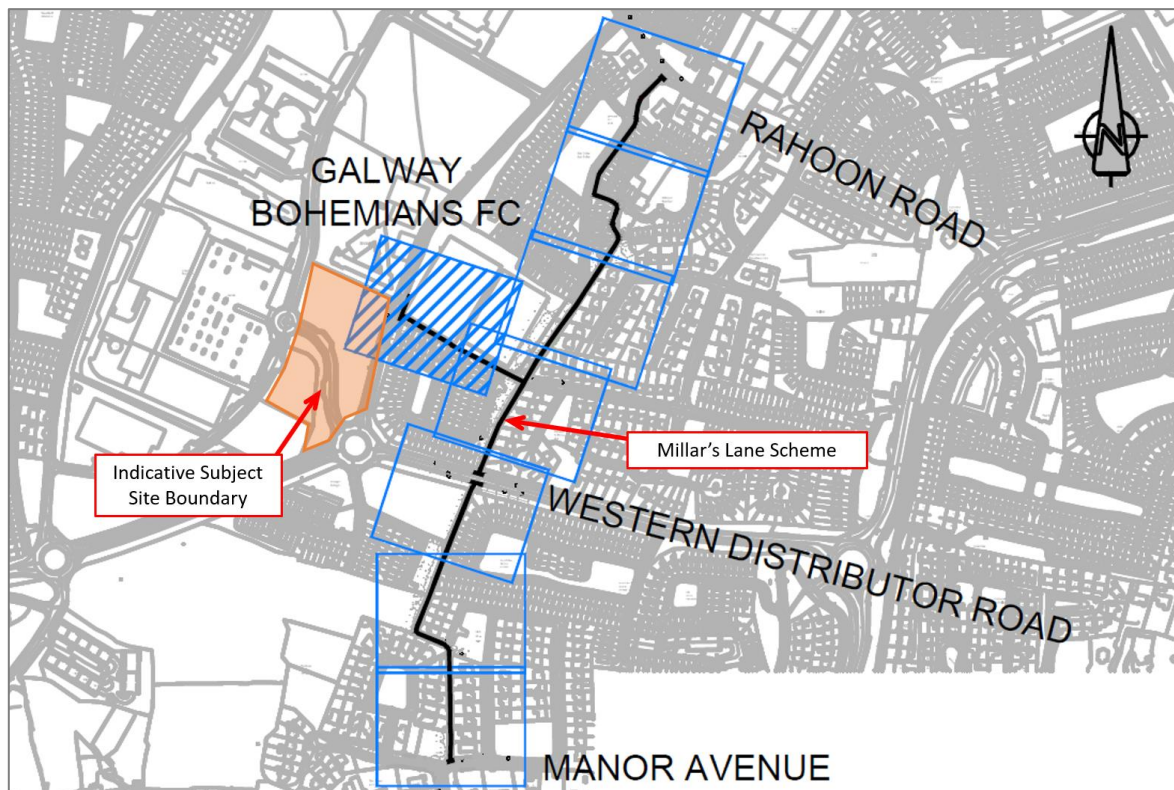 GALWAY
BOHEMIANS FC
RAHOON ROAD
N
Indicative Subject
Site Boundary
Millar's Lane Scheme
WESTERN DISTRIBUTOR ROAD
MANOR AVENUE